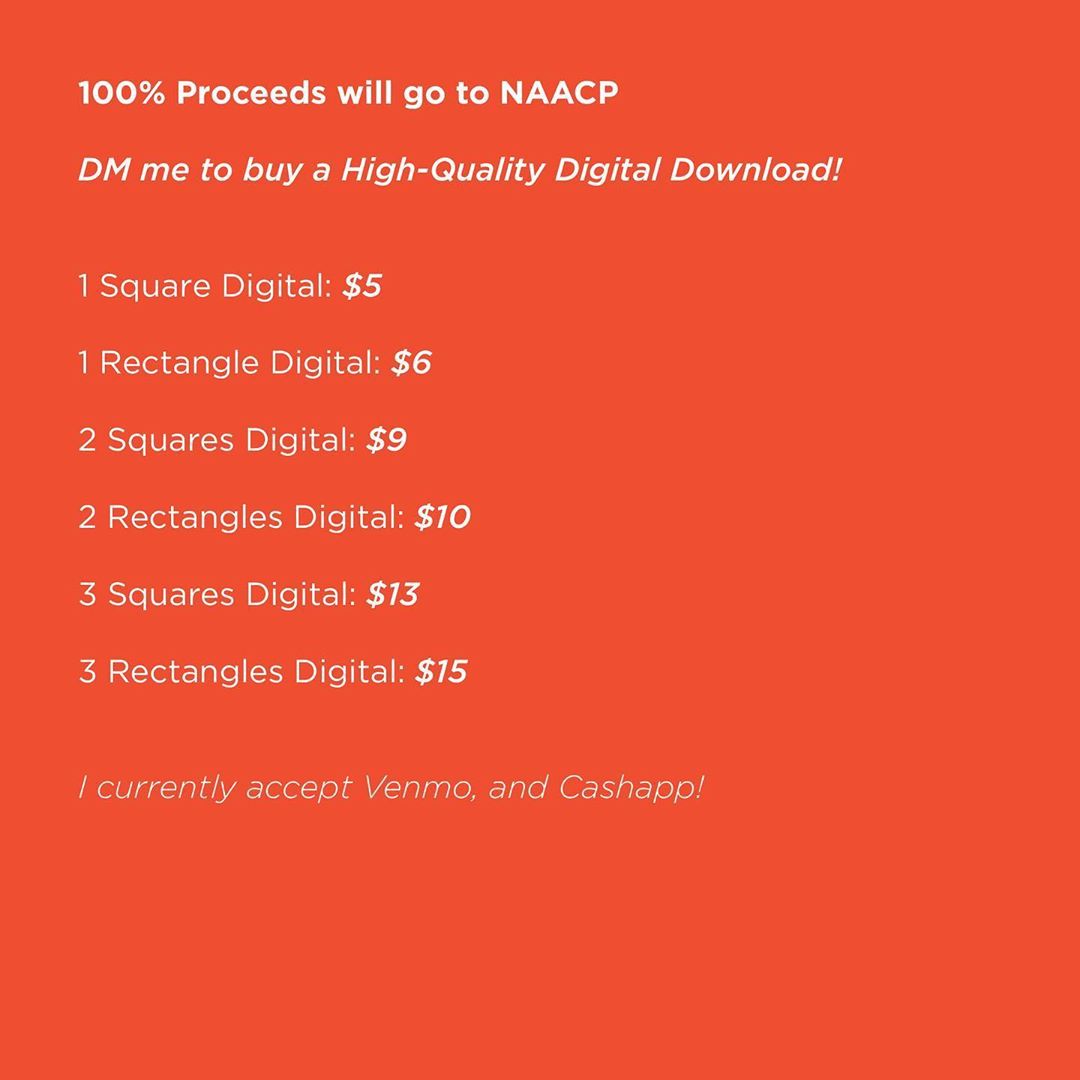 100% Proceeds will go to NAACP
DM me to buy a High-Quality Digital Download!
1 Square Digital: $5
1 Rectangle Digital: $6
2 Squares Digital: $9
2 Rectangles Digital: $10
3 Squares Digital: $13
3 Rectangles Digital: $15
I currently accept Venmo, and Cashapp!